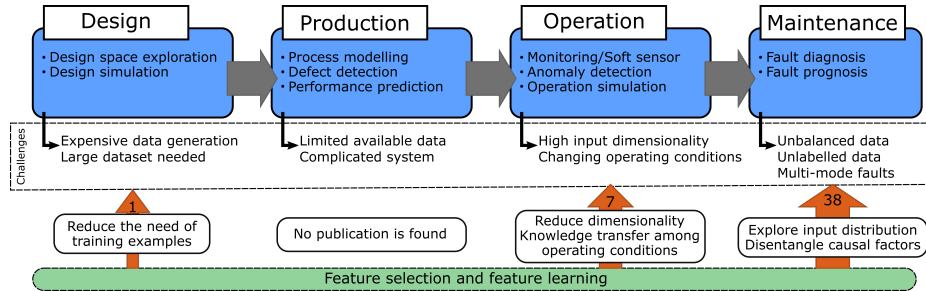 Design
Production
Operation
Maintenance
• Design space exploration
• Design simulation
• Process modelling
• Defect detection
• Performance prediction
• Monitoring/Soft sensor
• Anomaly detection
• Operation simulation
• Fault diagnosis
• Fault prognosis
Challenges
Expensive data generation
Large dataset needed
Limited available data
Complicated system
High input dimensionality
Changing operating conditions
Unbalanced data
Unlabelled data
Multi-mode faults
1
7
38
Reduce the need of
training examples
No publication is found
Reduce dimensionality
Knowledge transfer among
operating conditions
Explore input distribution
Disentangle causal factors
Feature selection and feature learning